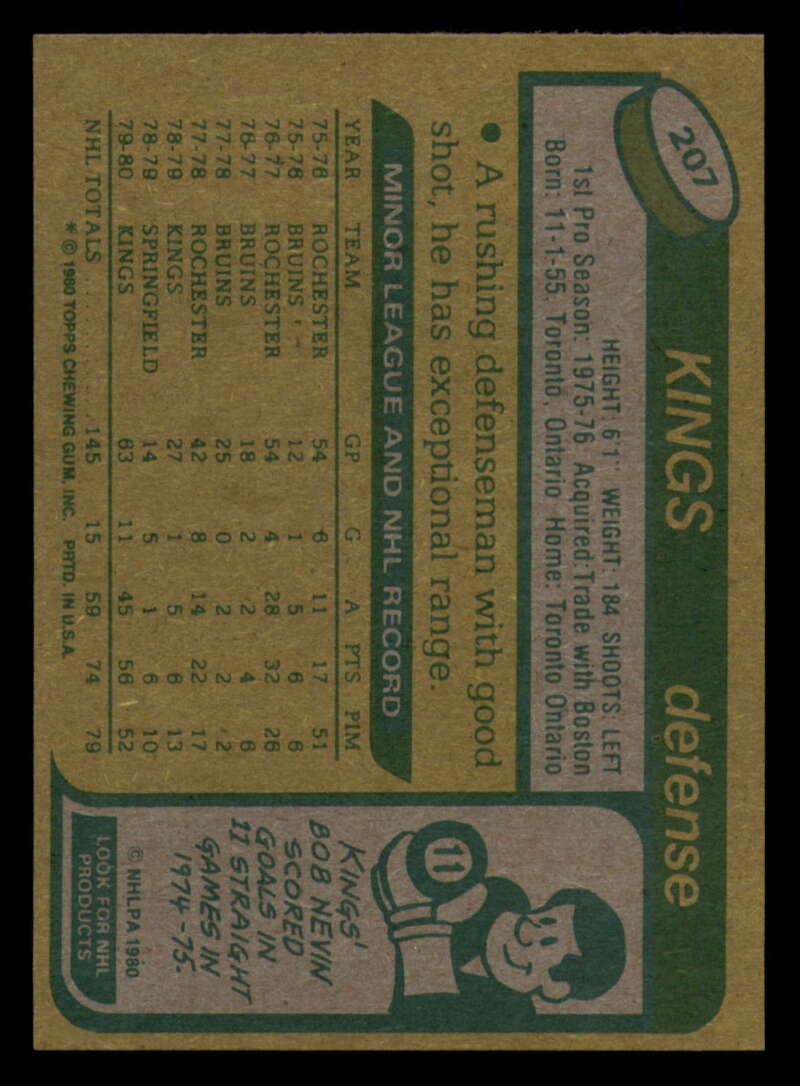 207
KINGS defense
HEIGHT: 6'1" WEIGHT: 184 SHOOTS: LEFT
1st Pro Season: 1975-76 Acquired:Trade with Boston
Born: 11-1-55, Toronto, Ontario Home: Toronto Ohtario
● A rushing defenseman with good
shot, he has exceptional range.
MINOR LEAGUE AND NHL RECORD
YEAR TEAM GP G A PTS PIM
75-76 ROCHESTER 54 6 11 17 51
75-76 BRUINS 12 1 5 6 6
76-77 ROCHESTER 54 4 28 32 26
76-77 BRUINS 18 2 2 4 6
77-78 BRUINS 25 0 2 2 2
77-78 ROCHESTER 42 8 14 22 17
78-79 KINGS 27 1 5 6 13
78-79 SPRINGFIELD 14 5 1 6 10
79-80 KINGS 63 11 45 56 52
NHL TOTALS . . . . . . . . . . . . 145 15 59 74 79
* © 1980 TOPPS CHEWING GUM, INC. PRTD. IN U.S.A.
11
KINGS'
BOB NEVIN
SCORED
GOALS IN
11 STRAIGHT
GAMES IN
1974-75.
© NHLPA 1980
LOOK FOR NHL
PRODUCTS